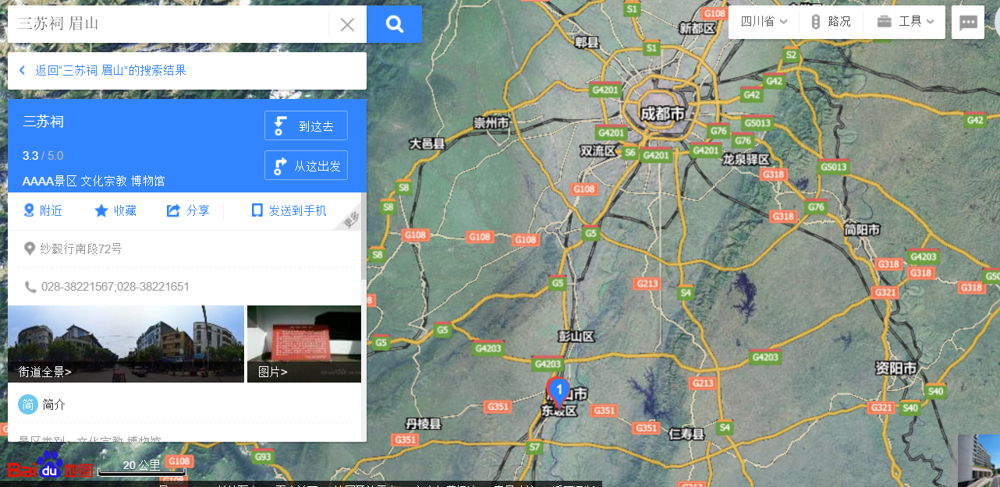 三苏祠 眉山
四川省
路况
工具
返回“三苏祠 眉山”的搜索结果
三苏祠
到这去
3.3 / 5.0
从这出发
AAAA景区 文化宗教 博物馆
附近
收藏
分享
发送到手机
更多
纱縠行南段72号
028-38221567;028-38221651
街道全景>
图片>
简 简介
景区类别：文化宗教 博物馆
Bai du 地图
20 公里
S1
G108
新都区
郫县
S1
S2
G42
G4201
G42
成都市
崇州市
G5013
G42
G4201
G76
G76
大邑县
双流区
S6
G4201
G4201
龙泉驿区
G5013
G318
S8
G108
S8
G76
G318
简阳市
G108
G108
G108
G5
S8
G4203
G318
G318
G5
G213
S4
G318
G321
G5
彭山区
G5
G4203
G4203
G4203
资阳市
1
东坡区
G213
S40
G351
G351
G321
S40
丹棱县
G351
仁寿县
S4
G351
S7
G93
G108
G108
G213